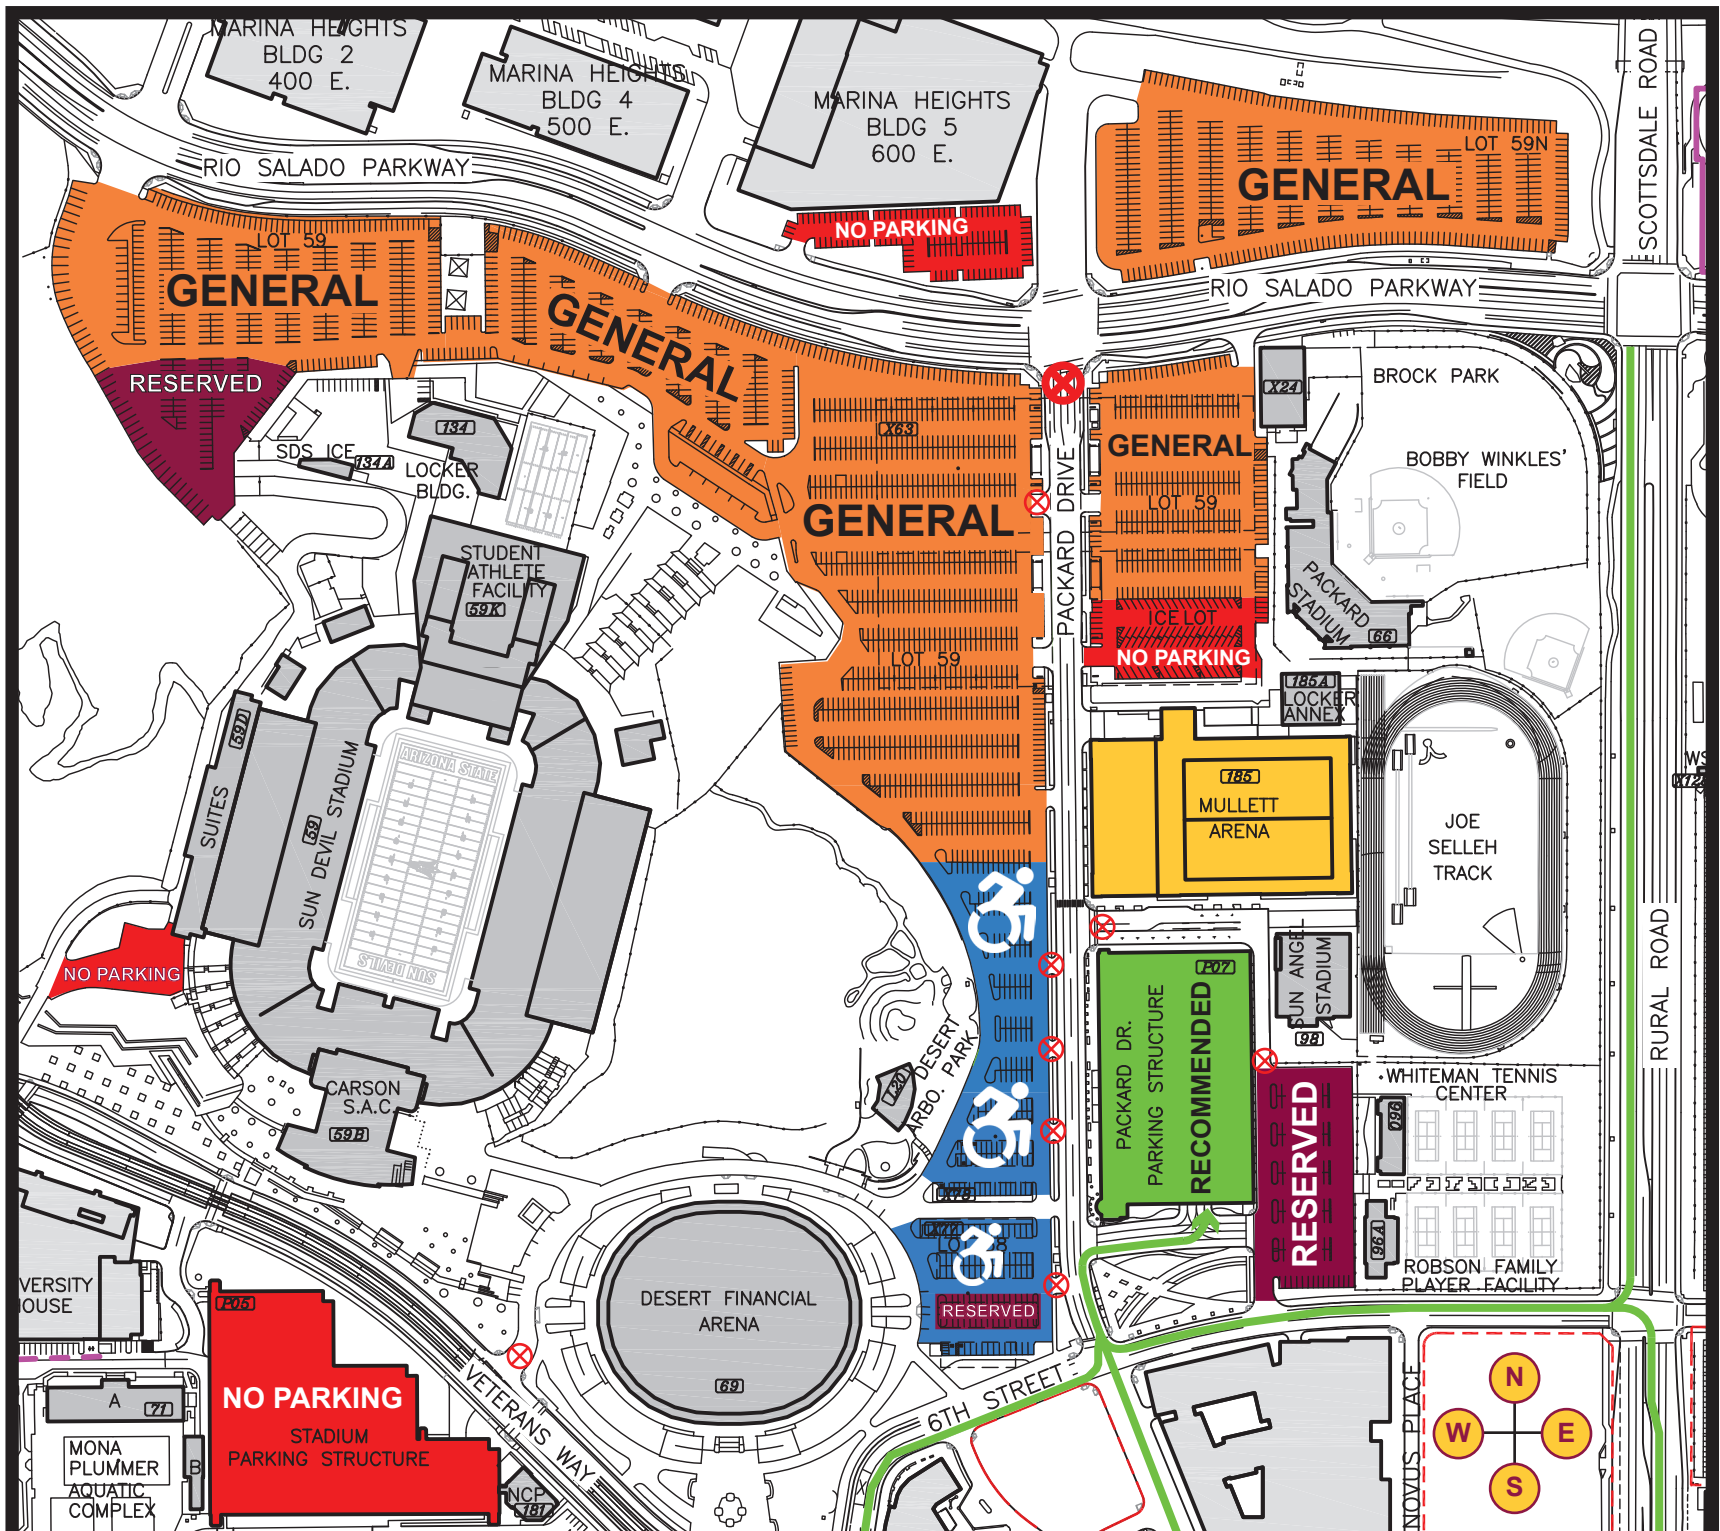 MARINA HEIGHTS
BLDG 2
400 E.
MARINA HEIGHTS
BLDG 4
500 E.
MARINA HEIGHTS
BLDG 5
600 E.
SCOTTSDALE ROAD
LOT 59N
GENERAL
RIO SALADO PARKWAY
NO PARKING
RIO SALADO PARKWAY
LOT 59
GENERAL
GENERAL
RESERVED
X24
BROCK PARK
134
X63
GENERAL
SDS ICE
134A
LOCKER
BLDG.
BOBBY WINKLES'
FIELD
LOT 59
GENERAL
PACKARD DRIVE
STUDENT
ATHLETE
FACILITY
59K
PACKARD
STADIUM
66
ICE LOT
NO PARKING
LOT 59
185A
LOCKER
ANNEX
59D
SUITES
59
SUN DEVIL STADIUM
ARIZONA STATE
SUN DEVILS
185
MULLETT
ARENA
JOE
SELLEH
TRACK
NO PARKING
P07
PACKARD DR.
PARKING STRUCTURE
RECOMMENDED
SUN ANGEL
STADIUM
98
RURAL ROAD
DESERT
ARBO. PARK
120
CARSON
S.A.C.
59B
WHITEMAN TENNIS
CENTER
096
RESERVED
X78
X77
96A
ROBSON FAMILY
PLAYER FACILITY
RESERVED
VERSITY
HOUSE
P05
DESERT FINANCIAL
ARENA
69
NO PARKING
STADIUM
PARKING STRUCTURE
VETERANS WAY
6TH STREET
NOVUS PLACE
A
71
B
MONA
PLUMMER
AQUATIC
COMPLEX
NCP
181
N
W
E
S